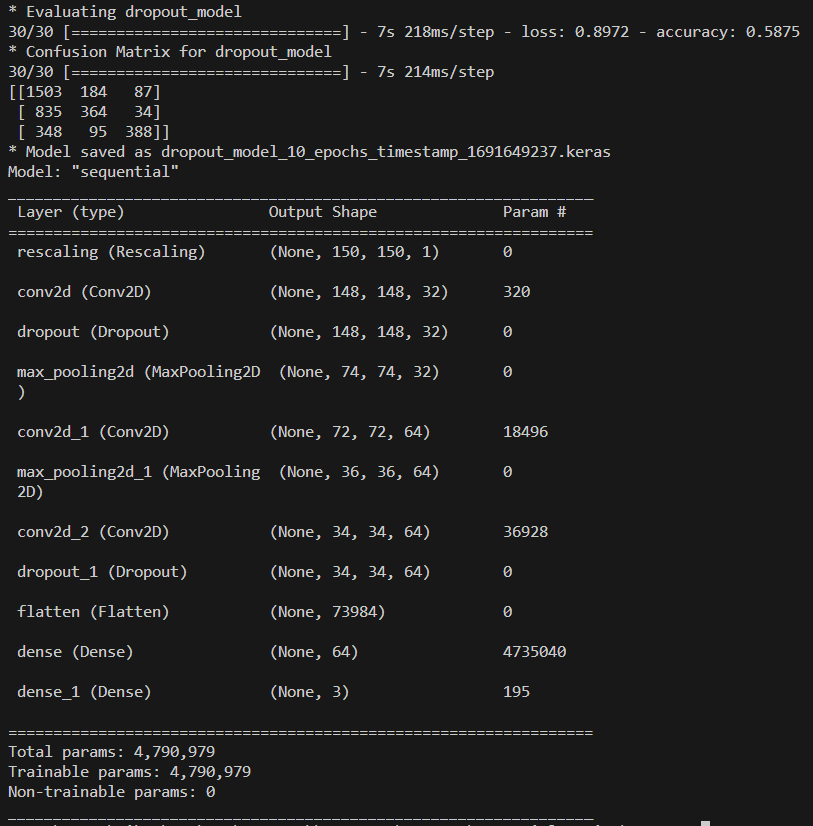 * Evaluating dropout_model
30/30 [==============================] - 7s 218ms/step - loss: 0.8972 - accuracy: 0.5875
* Confusion Matrix for dropout_model
30/30 [==============================] - 7s 214ms/step
[[1503  184   87]
 [ 835  364   34]
 [ 348   95  388]]
* Model saved as dropout_model_10_epochs_timestamp_1691649237.keras
Model: "sequential"
_________________________________________________________________
 Layer (type)                Output Shape              Param #
=================================================================
 rescaling (Rescaling)       (None, 150, 150, 1)       0
 conv2d (Conv2D)             (None, 148, 148, 32)      320
 dropout (Dropout)           (None, 148, 148, 32)      0
 max_pooling2d (MaxPooling2D  (None, 74, 74, 32)       0
 )
 conv2d_1 (Conv2D)           (None, 72, 72, 64)        18496
 max_pooling2d_1 (MaxPooling  (None, 36, 36, 64)       0
 2D)
 conv2d_2 (Conv2D)           (None, 34, 34, 64)        36928
 dropout_1 (Dropout)         (None, 34, 34, 64)        0
 flatten (Flatten)           (None, 73984)             0
 dense (Dense)               (None, 64)                4735040
 dense_1 (Dense)             (None, 3)                 195
=================================================================
Total params: 4,790,979
Trainable params: 4,790,979
Non-trainable params: 0
_________________________________________________________________